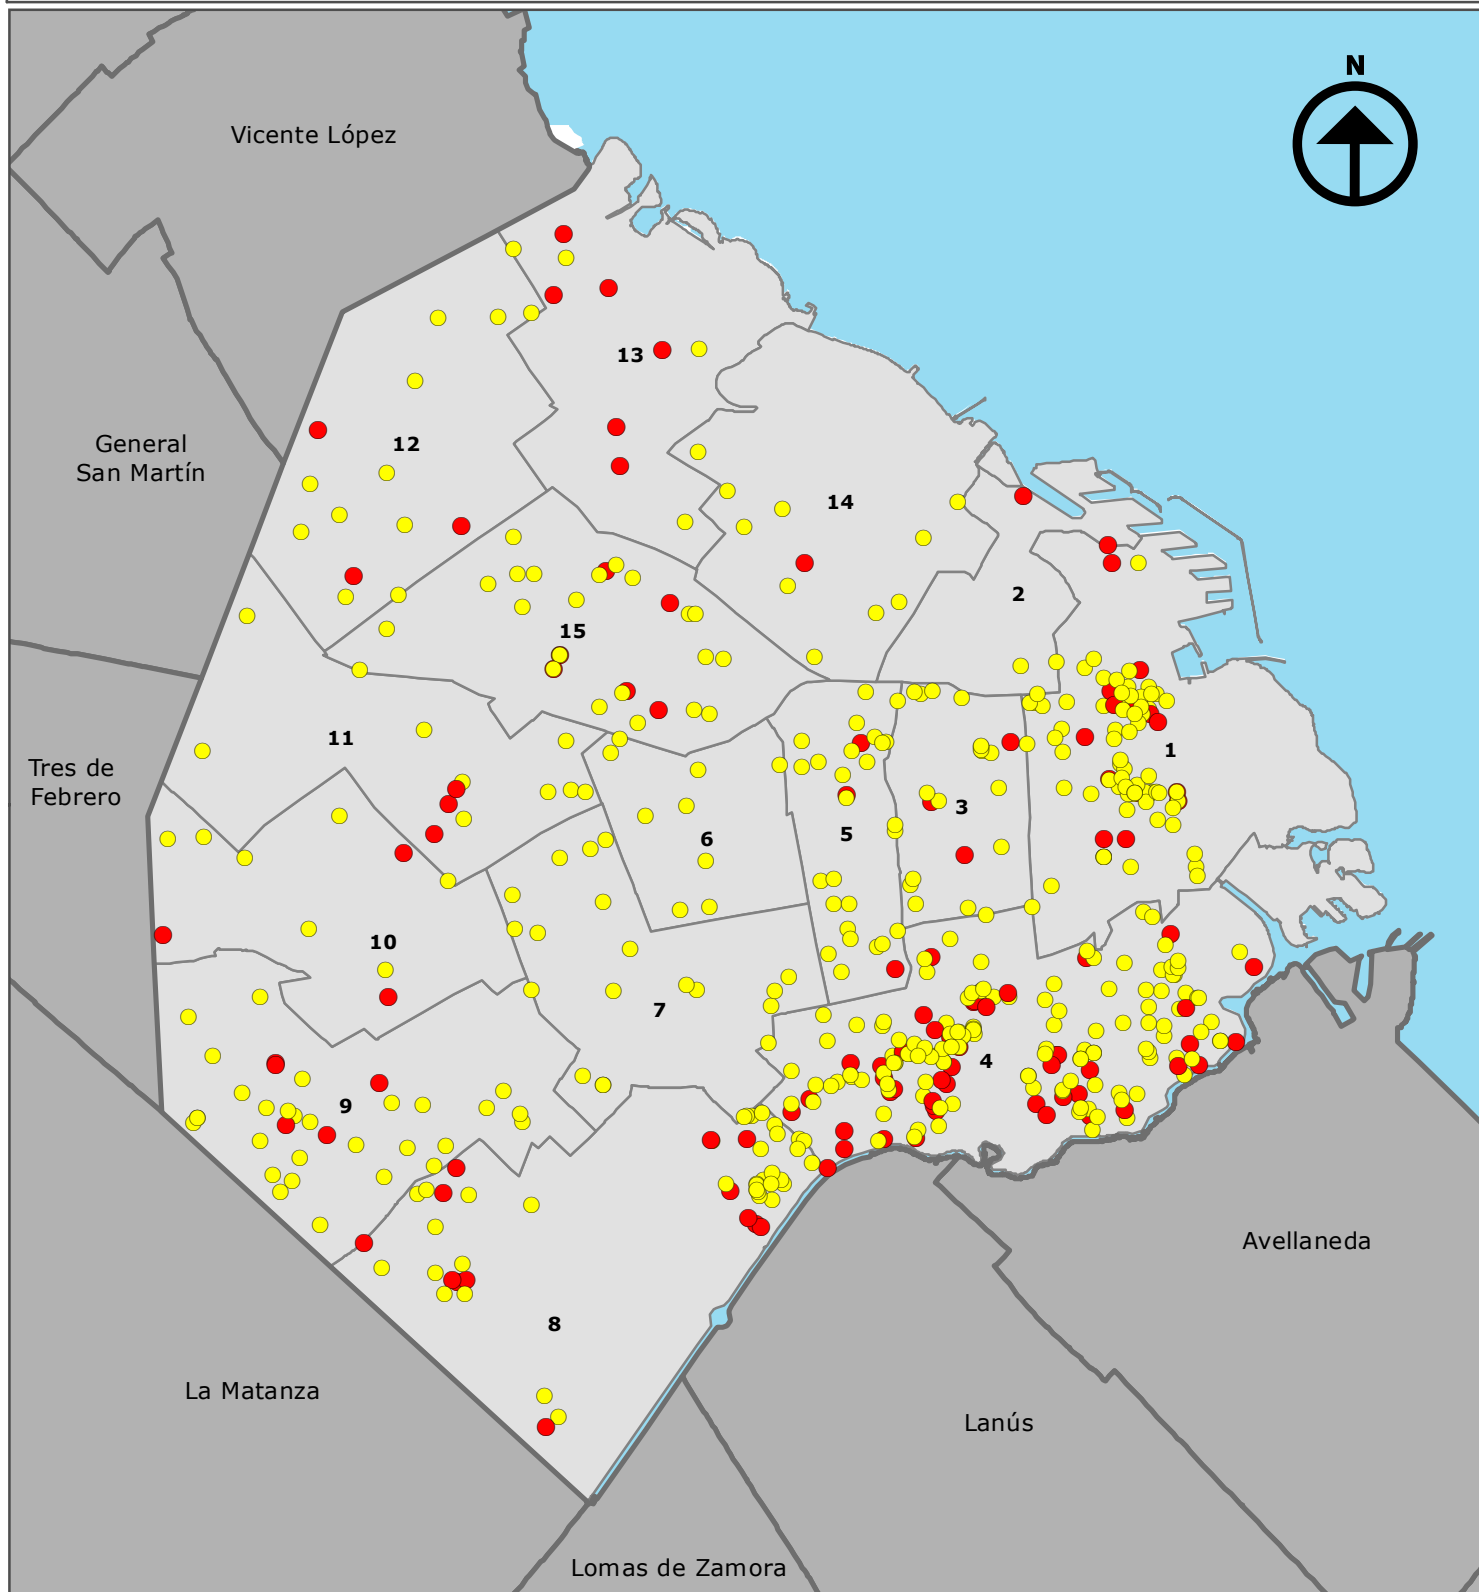 N
Vicente López
13
General
San Martín
12
14
2
15
11
1
Tres de
Febrero
3
5
6
10
7
4
9
Avellaneda
8
La Matanza
Lanús
Lomas de Zamora